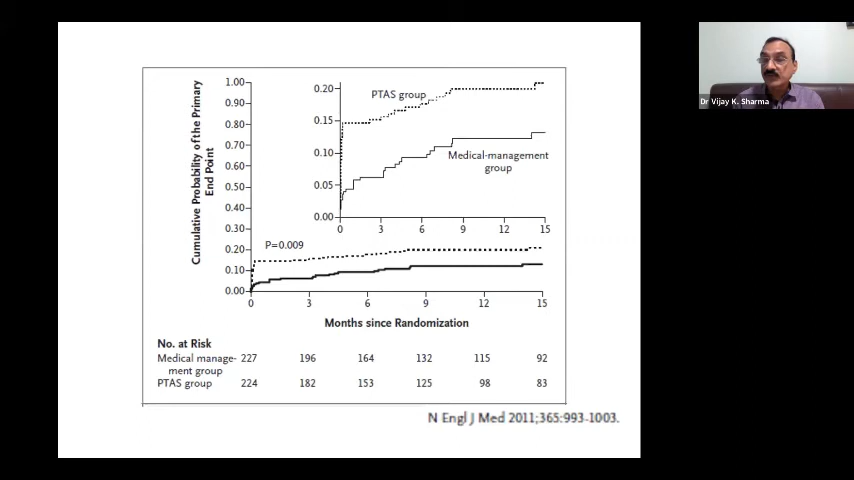 Cumulative Probability of the Primary
End Point
1.00
0.90
0.80
0.70
0.60
0.50
0.40
0.30
0.20
0.10
0.00
0.20
0.15
0.10
0.05
0.00
PTAS group
Medical-management
group
0 3 6 9 12 15
P=0.009
0 3 6 9 12 15
Months since Randomization
No. at Risk
Medical manage- 227 196 164 132 115 92
ment group
PTAS group 224 182 153 125 98 83
N Engl J Med 2011;365:993-1003.
Dr Vijay K. Sharma